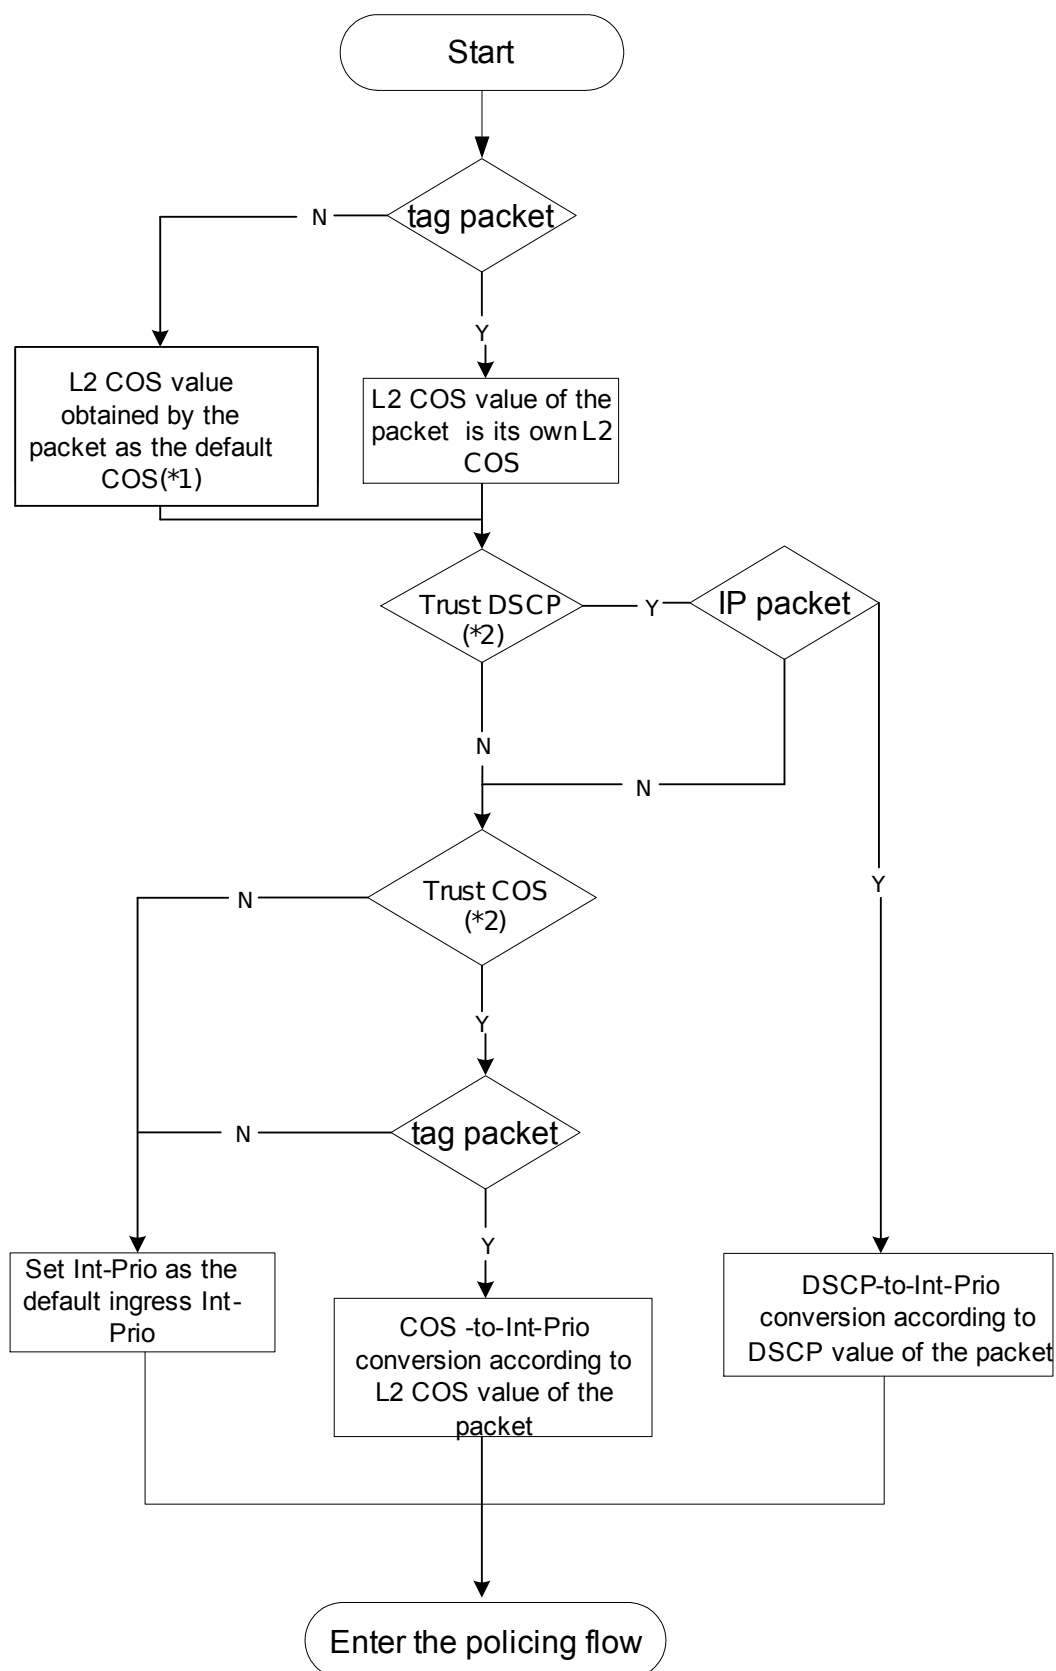 Start
tag packet
N
Y
L2 COS value
obtained by the
packet as the default
COS(*1)
L2 COS value of the
packet is its own L2
COS
Trust DSCP
(*2)
Y
IP packet
N
N
Y
Trust COS
(*2)
N
Y
tag packet
N
Y
Set Int-Prio as the
default ingress Int-
Prio
COS -to-Int-Prio
conversion according to
L2 COS value of the
packet
DSCP-to-Int-Prio
conversion according to
DSCP value of the packet
Enter the policing flow